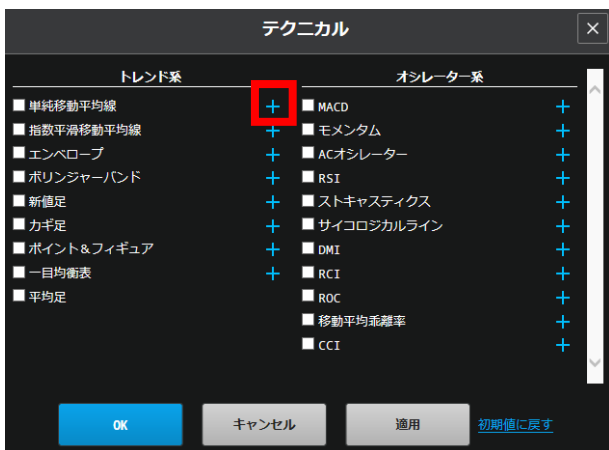 テクニカル
トレンド系
単純移動平均線
指数平滑移動平均線
エンベロープ
ボリンジャーバンド
新値足
カギ足
ポイント&フィギュア
一目均衡表
平均足
オシレーター系
MACD
モメンタム
ACオシレーター
RSI
ストキャスティクス
サイコロジカルライン
DMI
RCI
ROC
移動平均乖離率
CCI
OK
キャンセル
適用
初期値に戻す